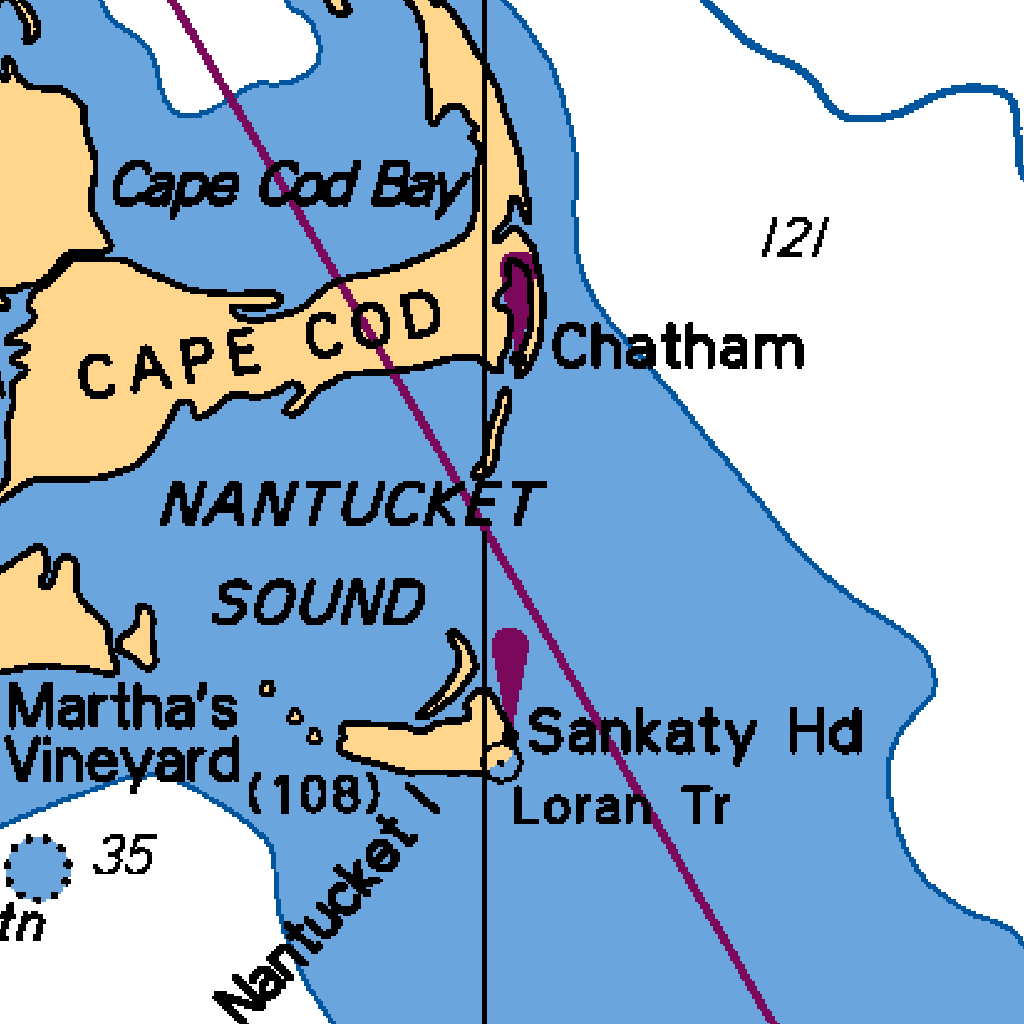 Cape Cod Bay
121
CAPE COD
Chatham
NANTUCKET
SOUND
Martha's
Vineyard
Sankaty Hd
(108)
Loran Tr
Nantucket
35
tn